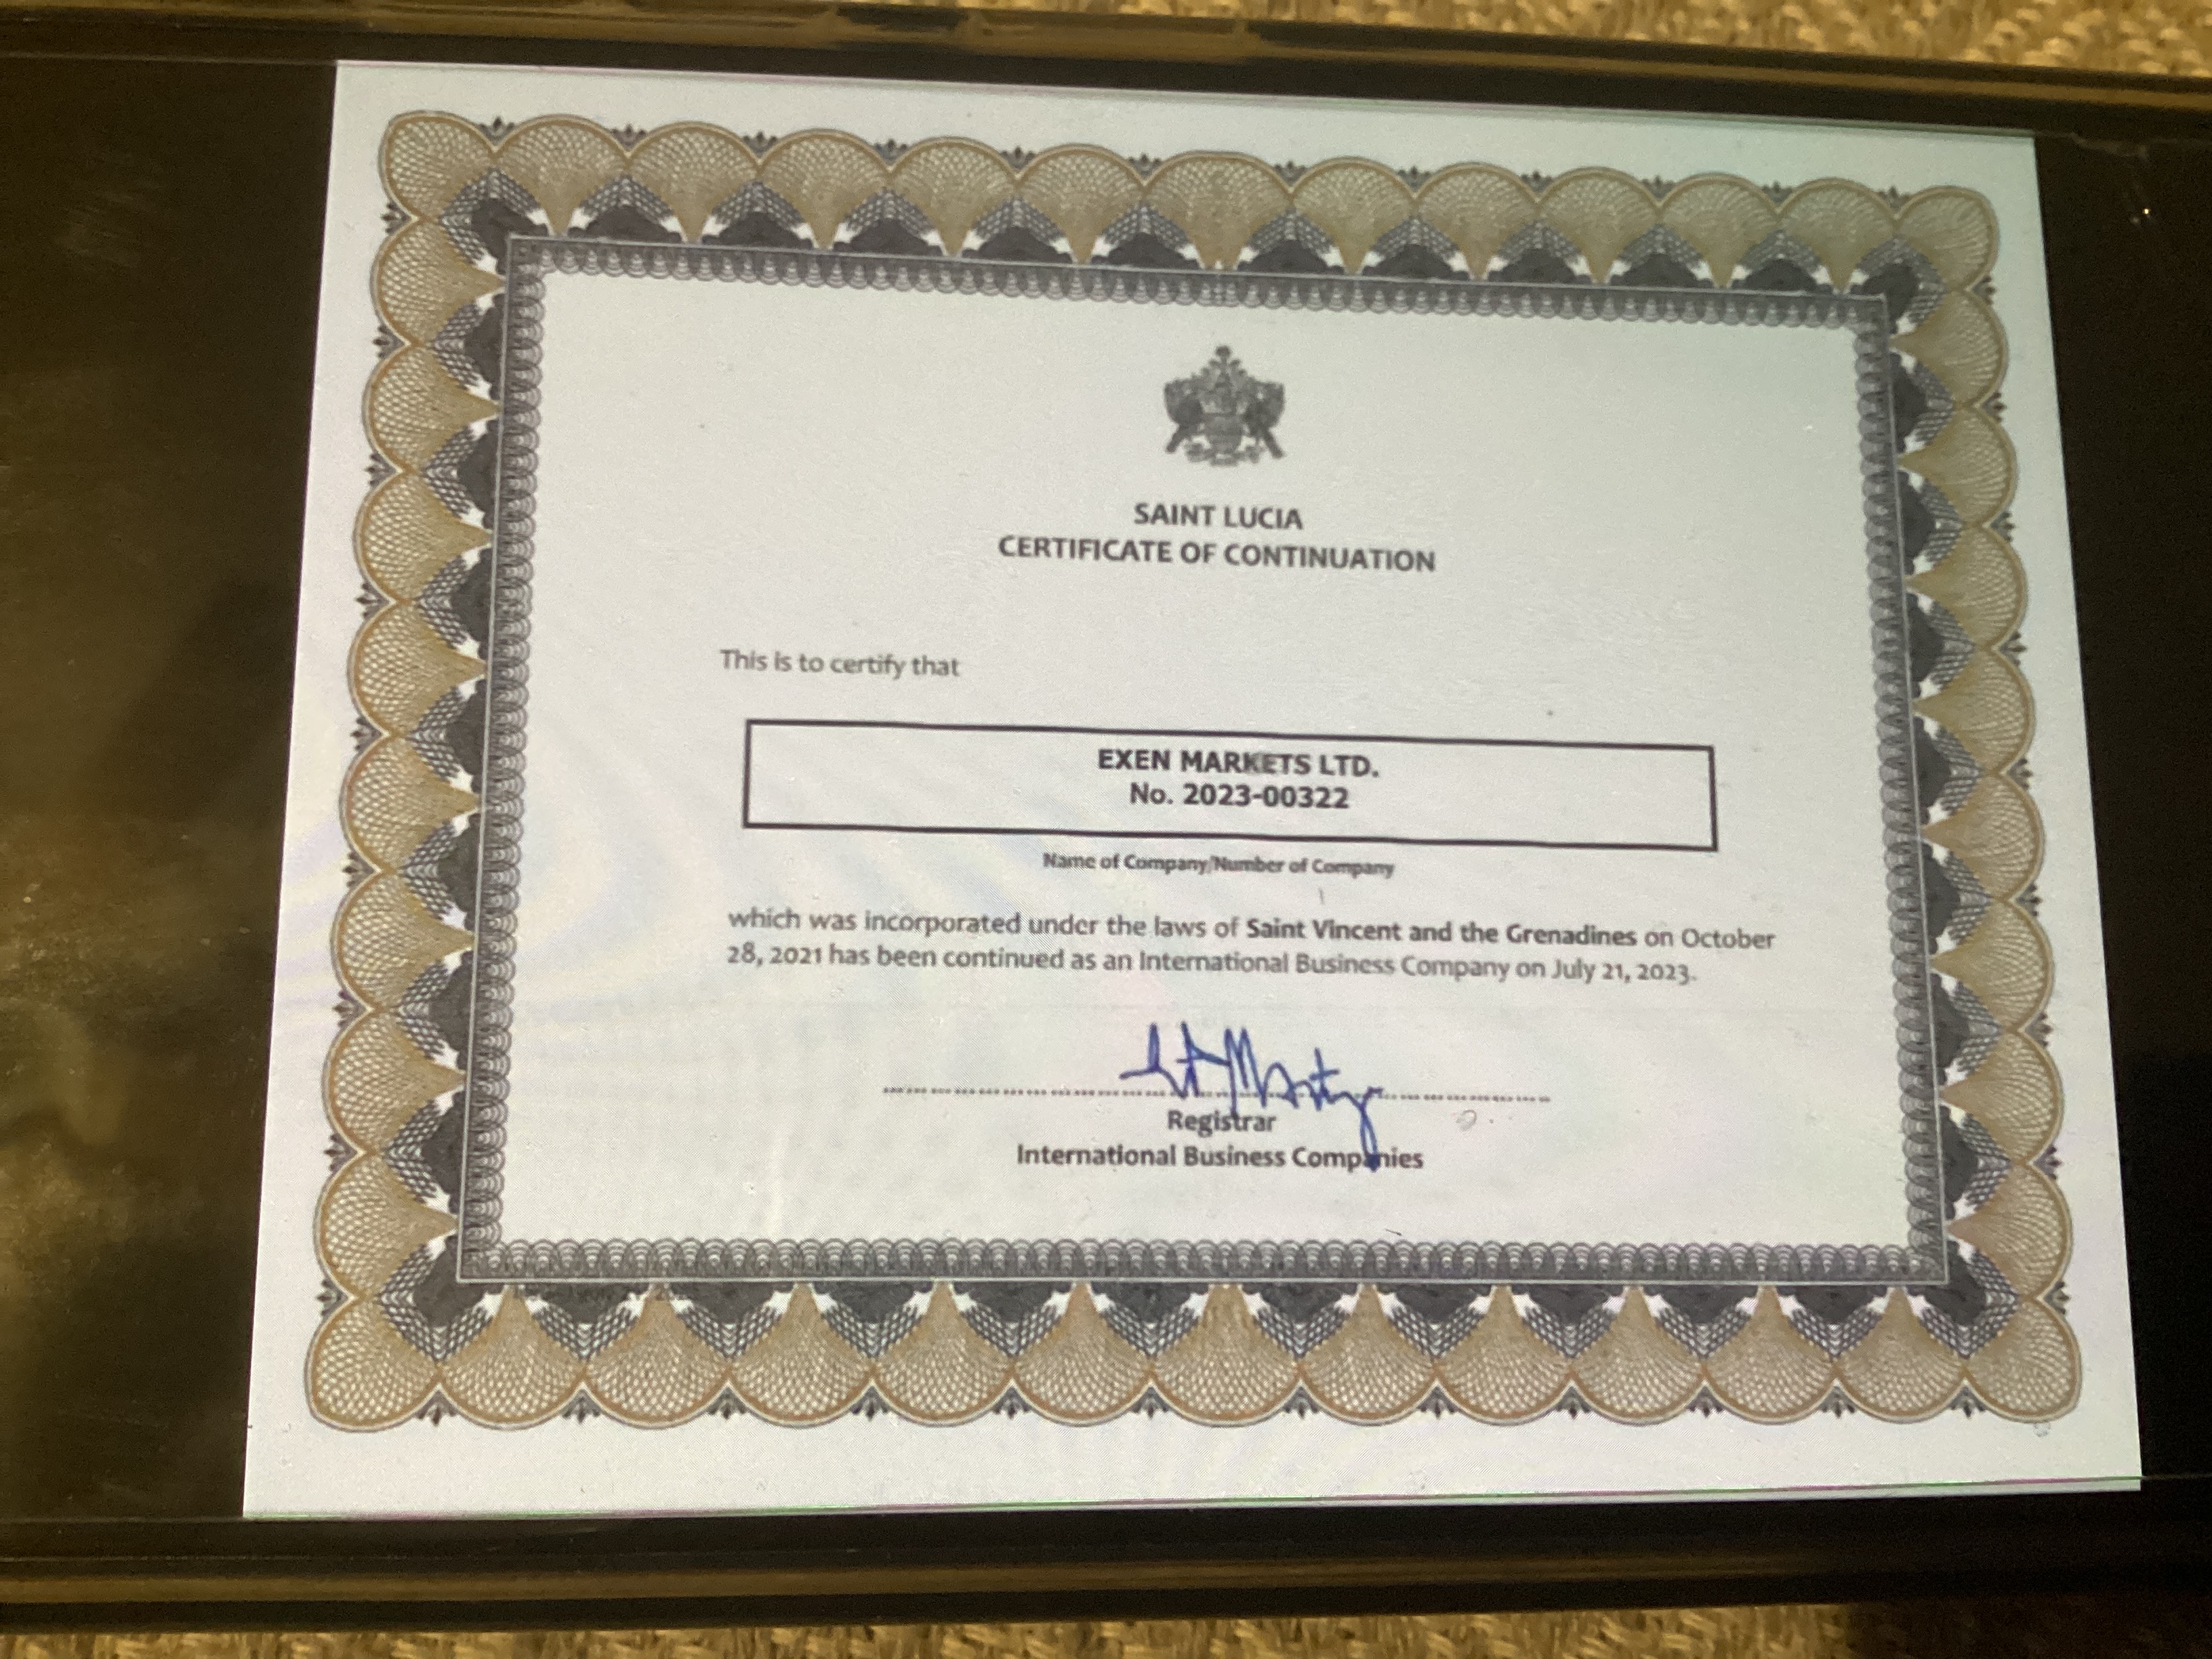 SAINT LUCIA
CERTIFICATE OF CONTINUATION
This is to certify that
EXEN MARKETS LTD.
No. 2023-00322
Name of Company/Number of Company
which was incorporated under the laws of Saint Vincent and the Grenadines on October
28, 2021 has been continued as an International Business Company on July 21, 2023.
Registrar
International Business Companies